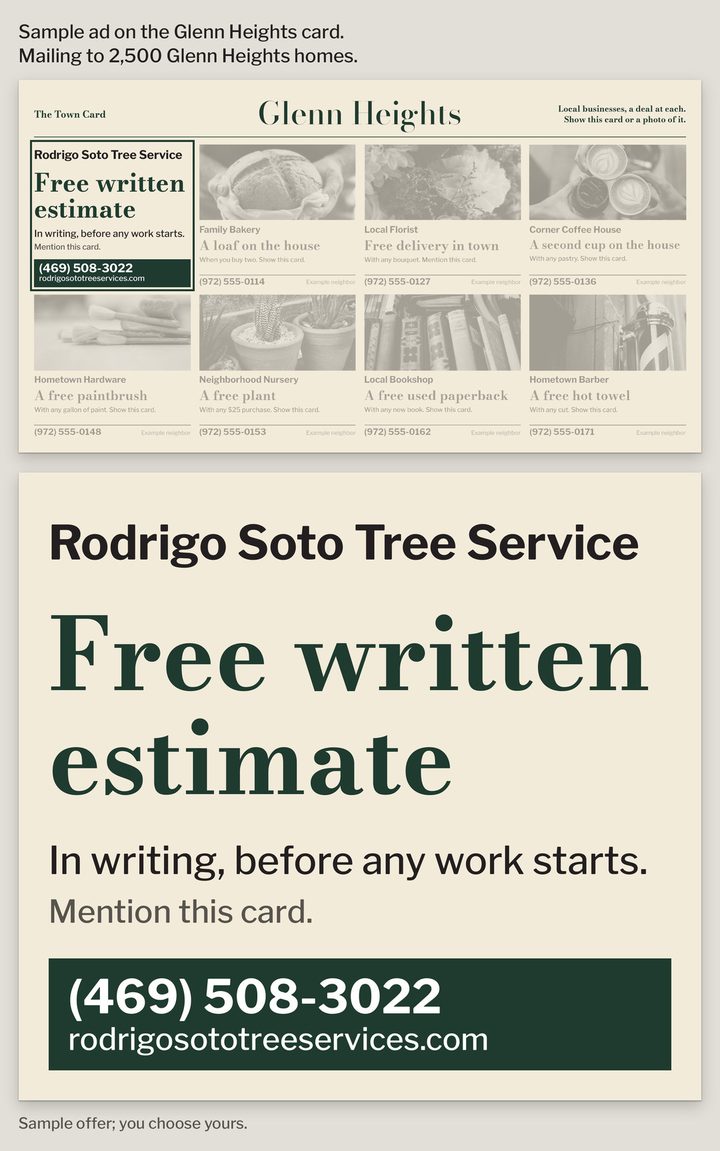 Sample ad on the Glenn Heights card.
Mailing to 2,500 Glenn Heights homes.
The Town Card
Glenn Heights
Local businesses, a deal at each.
Show this card or a photo of it.
Rodrigo Soto Tree Service
Free written
estimate
In writing, before any work starts.
Mention this card.
(469) 508-3022
rodrigosototreeservices.com
Family Bakery
A loaf on the house
When you buy two. Show this card.
(972) 555-0114
Example neighbor
Local Florist
Free delivery in town
With any bouquet. Mention this card.
(972) 555-0127
Example neighbor
Corner Coffee House
A second cup on the house
With any pastry. Show this card.
(972) 555-0136
Example neighbor
Hometown Hardware
A free paintbrush
With any gallon of paint. Show this card.
(972) 555-0148
Example neighbor
Neighborhood Nursery
A free plant
With any $25 purchase. Show this card.
(972) 555-0153
Example neighbor
Local Bookshop
A free used paperback
With any new book. Show this card.
(972) 555-0162
Example neighbor
Hometown Barber
A free hot towel
With any cut. Show this card.
(972) 555-0171
Example neighbor
Rodrigo Soto Tree Service
Free written
estimate
In writing, before any work starts.
Mention this card.
(469) 508-3022
rodrigosototreeservices.com
Sample offer; you choose yours.